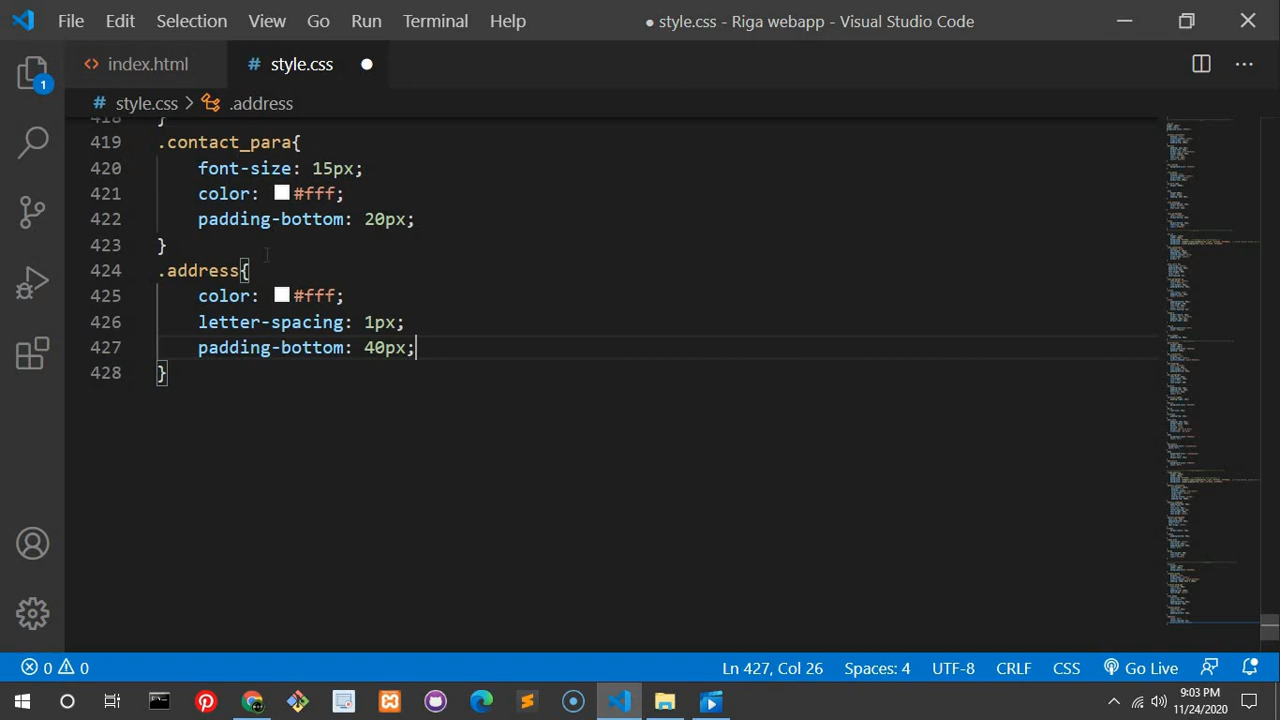 File Edit Selection View Go Run Terminal Help
● style.css - Riga webapp - Visual Studio Code
index.html
# style.css
# style.css > .address
1
419 .contact_para{
420 font-size: 15px;
421 color: #fff;
422 padding-bottom: 20px;
423 }
424 .address{
425 color: #fff;
426 letter-spacing: 1px;
427 padding-bottom: 40px;
428 }
0 0
Ln 427, Col 26 Spaces: 4 UTF-8 CRLF CSS Go Live
9:03 PM
11/24/2020